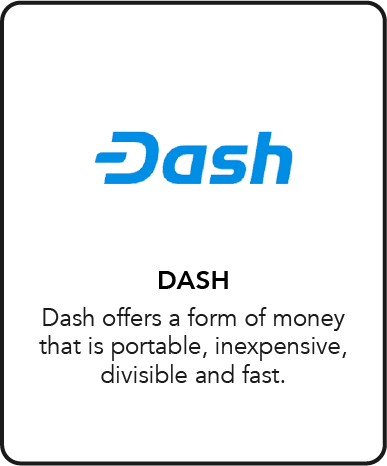 Dash
DASH
Dash offers a form of money
that is portable, inexpensive,
divisible and fast.